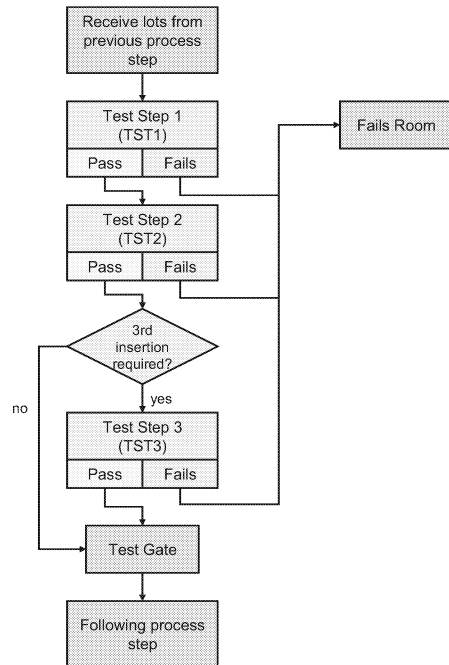 Receive lots from
previous process
step
Test Step 1
(TST1)
Pass
Fails
Fails Room
Test Step 2
(TST2)
Pass
Fails
3rd
insertion
required?
no
yes
Test Step 3
(TST3)
Pass
Fails
Test Gate
Following process
step